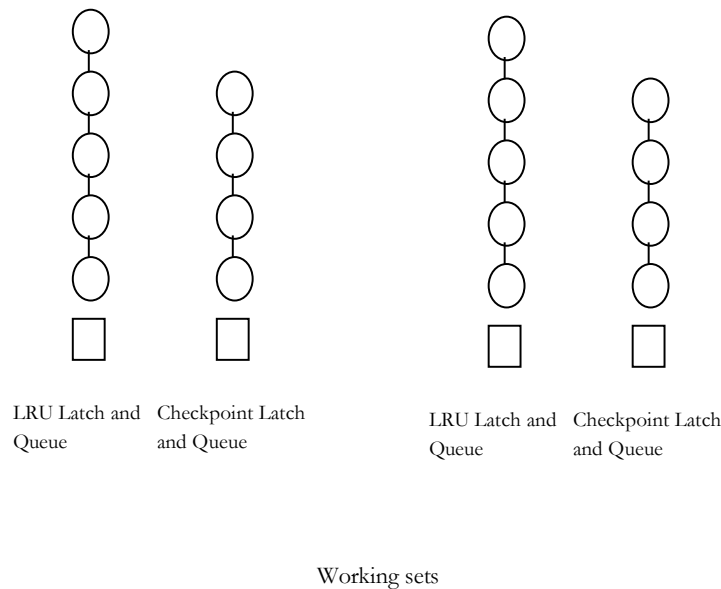 LRU Latch and
Queue
Checkpoint Latch
and Queue
LRU Latch and
Queue
Checkpoint Latch
and Queue
Working sets